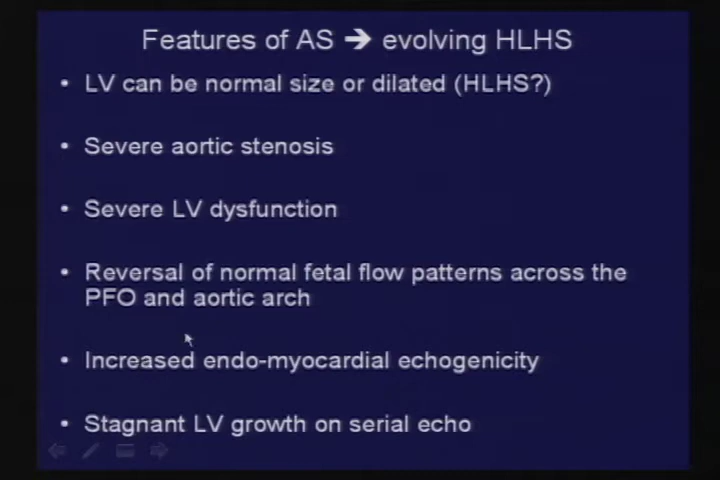 Features of AS ➔ evolving HLHS
• LV can be normal size or dilated (HLHS?)
• Severe aortic stenosis
• Severe LV dysfunction
• Reversal of normal fetal flow patterns across the
PFO and aortic arch
• Increased endo-myocardial echogenicity
• Stagnant LV growth on serial echo